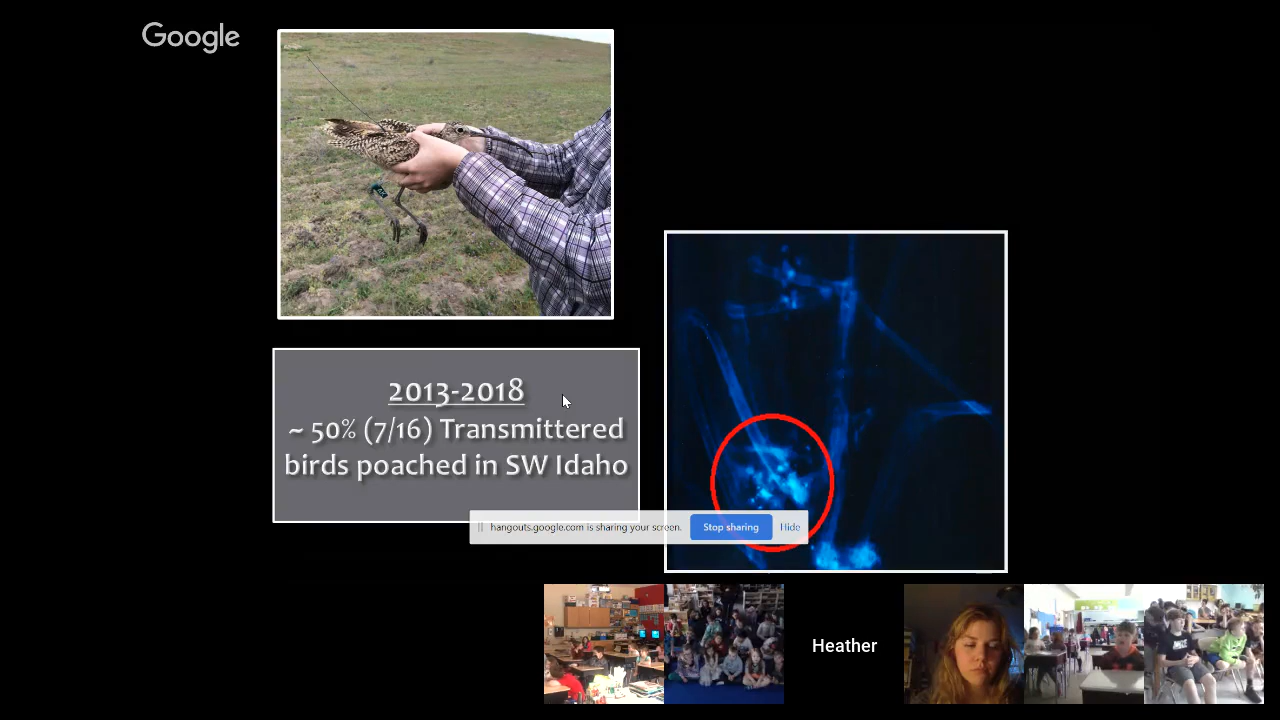 Google
2013-2018
~ 50% (7/16) Transmittered
birds poached in SW Idaho
hangouts.google.com is sharing your screen.
Stop sharing
Hide
Heather